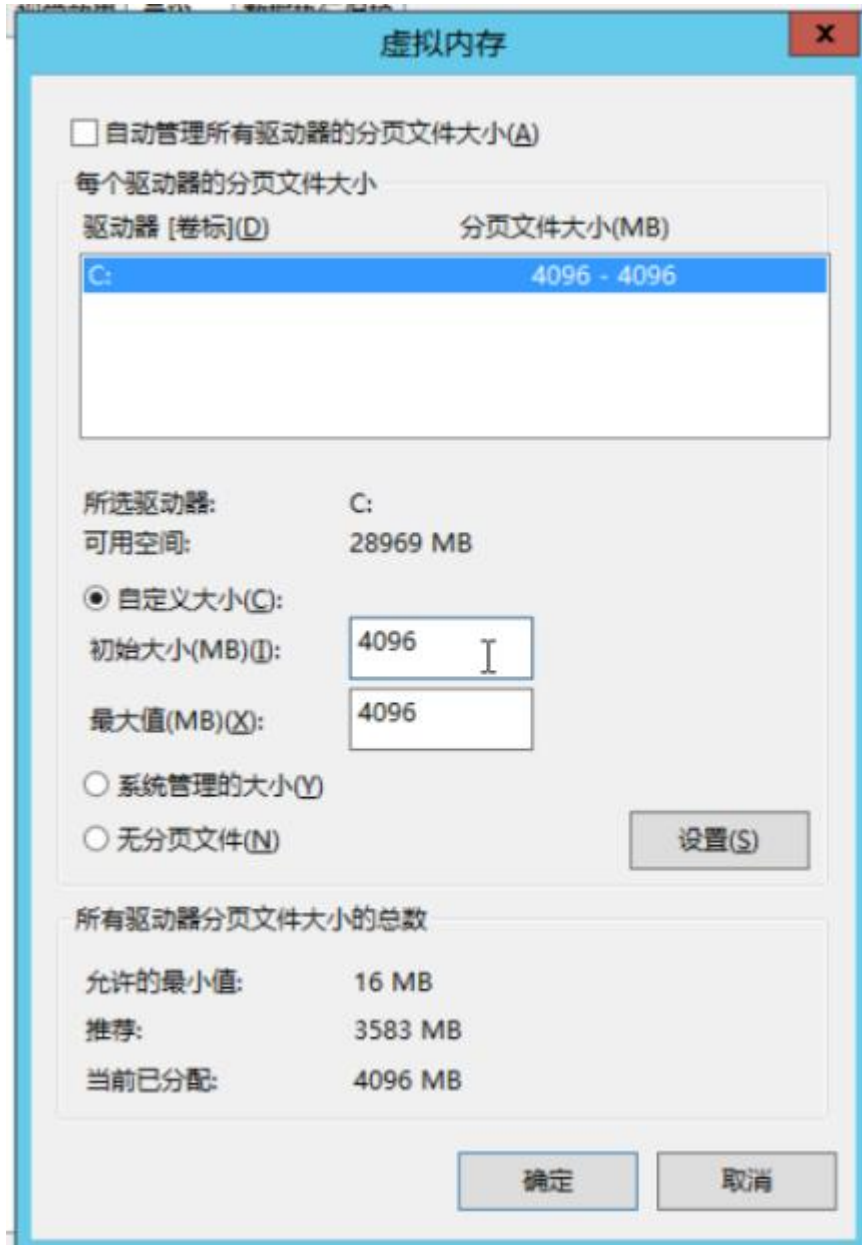 虚拟内存
x
自动管理所有驱动器的分页文件大小(A)
每个驱动器的分页文件大小
驱动器 [卷标](D) 分页文件大小(MB)
C: 4096 - 4096
所选驱动器: C:
可用空间: 28969 MB
自定义大小(C):
初始大小(MB)(I): 4096
最大值(MB)(X): 4096
系统管理的大小(Y)
无分页文件(N)
设置(S)
所有驱动器分页文件大小的总数
允许的最小值: 16 MB
推荐: 3583 MB
当前已分配: 4096 MB
确定 取消